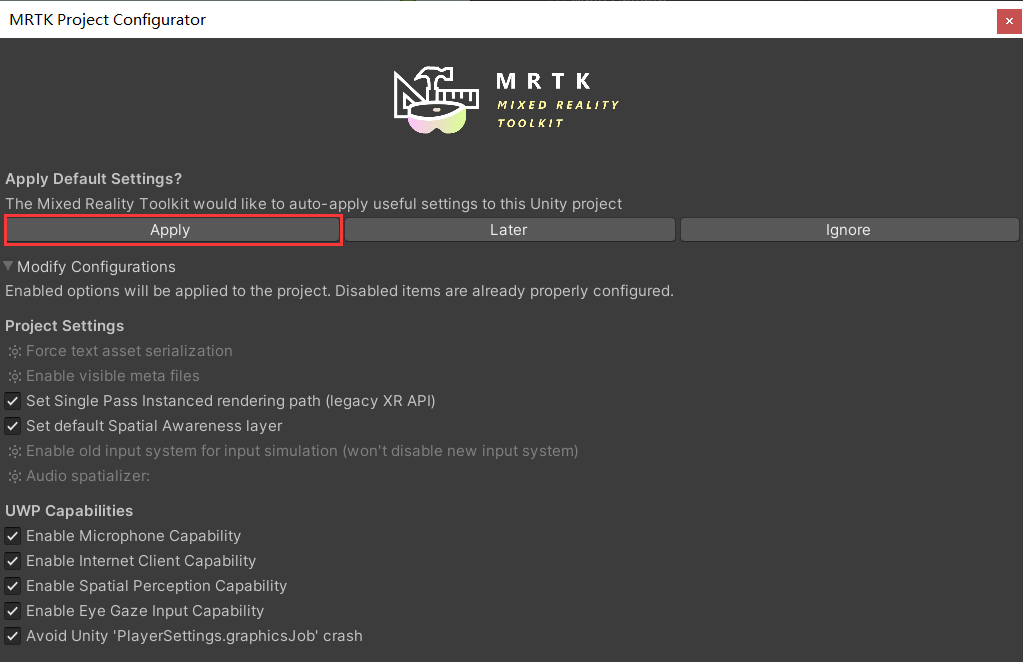 MRTK Project Configurator
MRTK
MIXED REALITY
TOOLKIT
Apply Default Settings?
The Mixed Reality Toolkit would like to auto-apply useful settings to this Unity project
Apply Later Ignore
Modify Configurations
Enabled options will be applied to the project. Disabled items are already properly configured.
Project Settings
Force text asset serialization
Enable visible meta files
Set Single Pass Instanced rendering path (legacy XR API)
Set default Spatial Awareness layer
Enable old input system for input simulation (won't disable new input system)
Audio spatializer:
UWP Capabilities
Enable Microphone Capability
Enable Internet Client Capability
Enable Spatial Perception Capability
Enable Eye Gaze Input Capability
Avoid Unity 'PlayerSettings.graphicsJob' crash